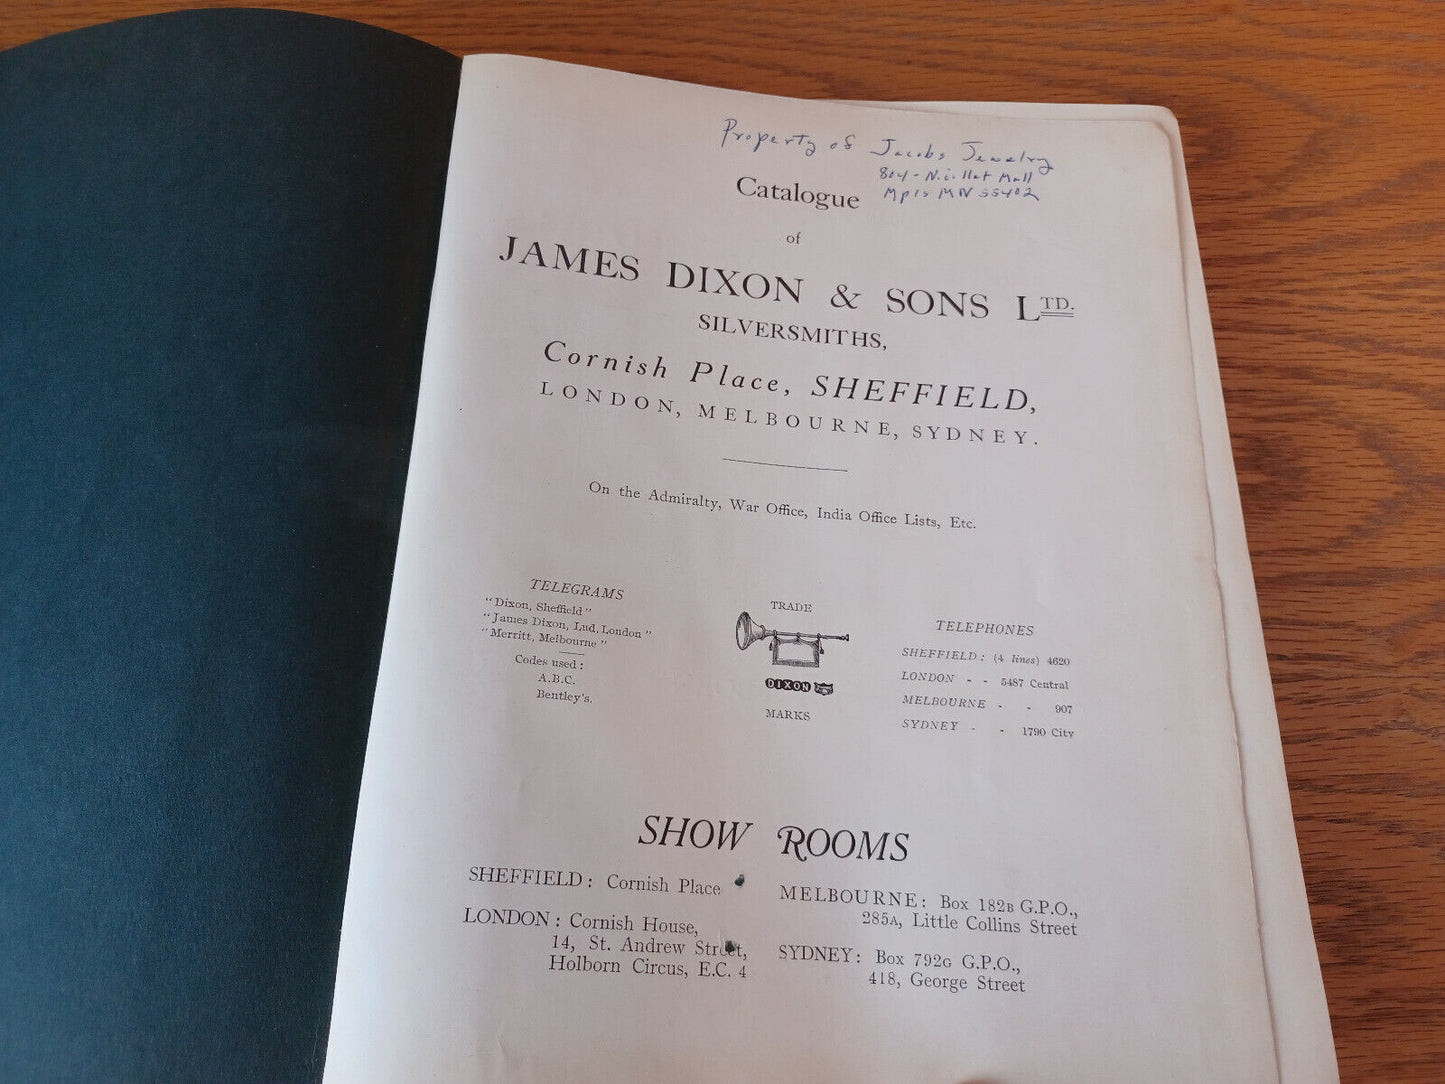 Property of Jacobs Jewelry
804 - Nicollet Mall
Mpls MN 55402
Catalogue
of
JAMES DIXON & SONS LTD.
SILVERSMITHS,
Cornish Place, SHEFFIELD,
LONDON, MELBOURNE, SYDNEY.
On the Admiralty, War Office, India Office Lists, Etc.
TELEGRAMS
"Dixon, Sheffield"
"James Dixon, Lud, London"
"Merritt, Melbourne"
Codes used:
A.B.C.
Bentley's.
TRADE
DIXON
MARKS
TELEPHONES
SHEFFIELD: (4 lines) 4620
LONDON - - 5487 Central
MELBOURNE - - 907
SYDNEY - - 1790 City
SHOW ROOMS
SHEFFIELD: Cornish Place
LONDON: Cornish House,
14, St. Andrew Street,
Holborn Circus, E.C. 4
MELBOURNE: Box 182B G.P.O.,
285A, Little Collins Street
SYDNEY: Box 792G G.P.O.,
418, George Street